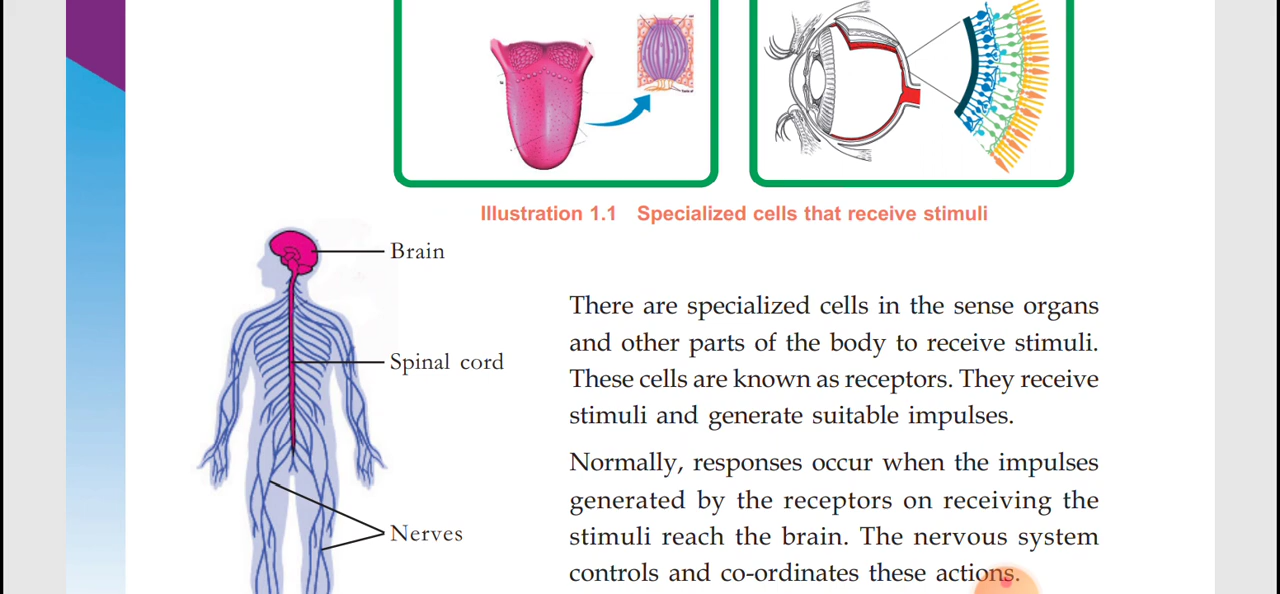 Illustration 1.1 Specialized cells that receive stimuli
Brain
Spinal cord
Nerves
There are specialized cells in the sense organs
and other parts of the body to receive stimuli.
These cells are known as receptors. They receive
stimuli and generate suitable impulses.
Normally, responses occur when the impulses
generated by the receptors on receiving the
stimuli reach the brain. The nervous system
controls and co-ordinates these actions.